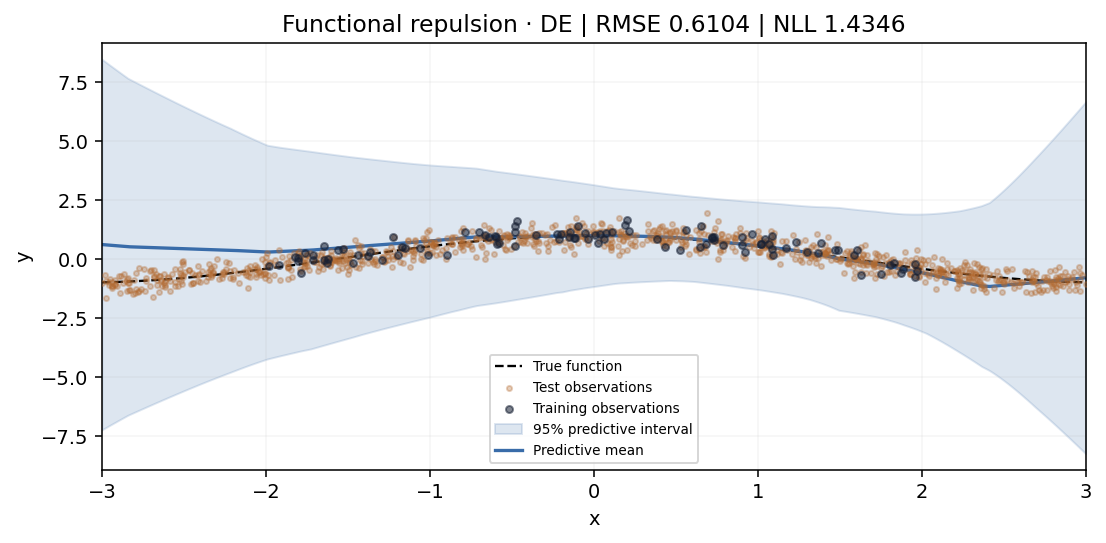 Functional repulsion · DE | RMSE 0.6104 | NLL 1.4346
7.5
5.0
2.5
0.0
−2.5
−5.0
−7.5
y
True function
Test observations
Training observations
95% predictive interval
Predictive mean
−3
−2
−1
0
1
2
3
x